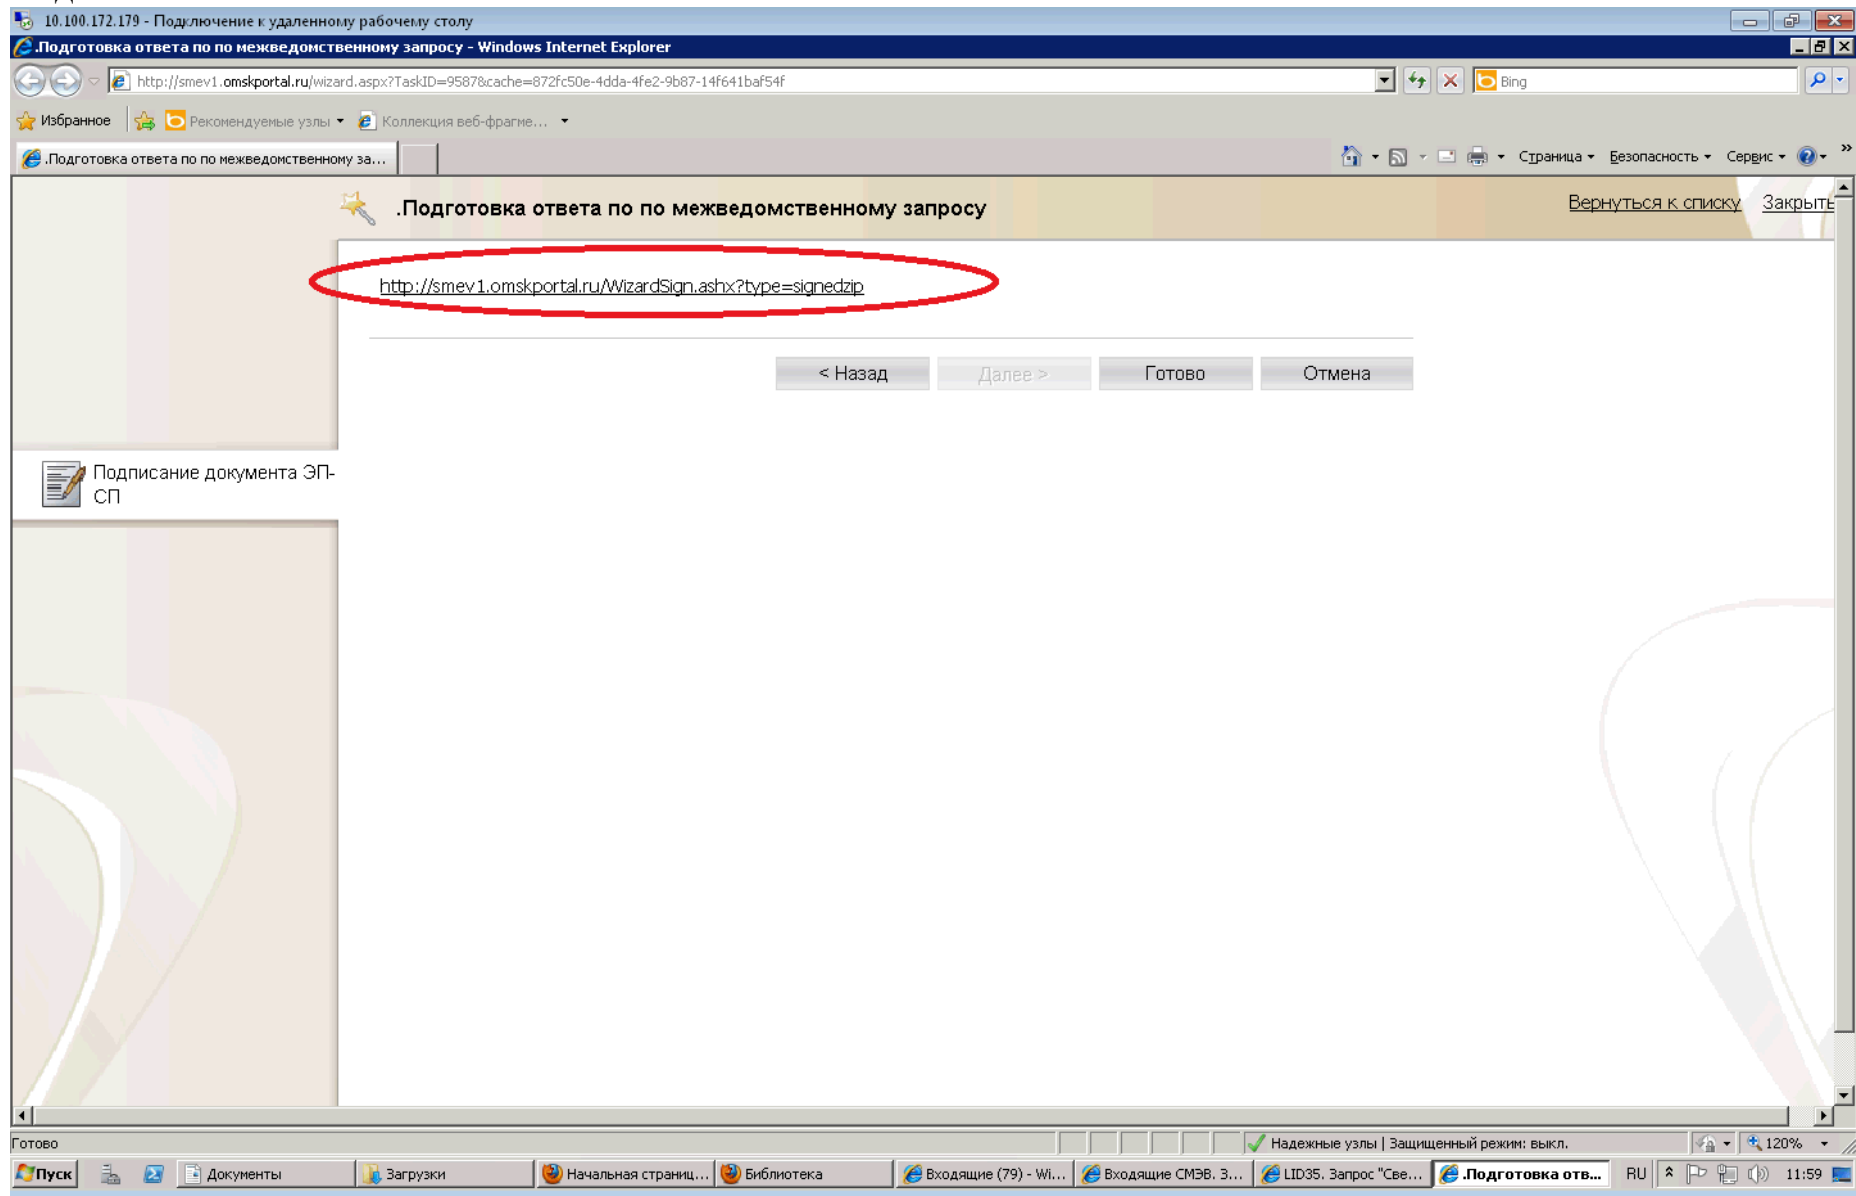 10.100.172.179 - Подключение к удаленному рабочему столу
.Подготовка ответа по по межведомственному запросу - Windows Internet Explorer
http://smev1.omskportal.ru/wizard.aspx?TaskID=9587&cache=872fc50e-4dda-4fe2-9b87-14f641baf54f
Bing
Избранное
Рекомендуемые узлы
Коллекция веб-фрагме...
.Подготовка ответа по по межведомственному за...
Страница
Безопасность
Сервис
»
.Подготовка ответа по по межведомственному запросу
Вернуться к списку
Закрыть
http://smev1.omskportal.ru/WizardSign.ashx?type=signedzip
< Назад
Далее >
Готово
Отмена
Подписание документа ЭП-
СП
Готово
Надежные узлы | Защищенный режим: выкл.
120%
Пуск
Документы
Загрузки
Начальная страниц...
Библиотека
Входящие (79) - Wi...
Входящие СМЭВ. З...
LID35. Запрос "Све...
.Подготовка отв...
RU
11:59